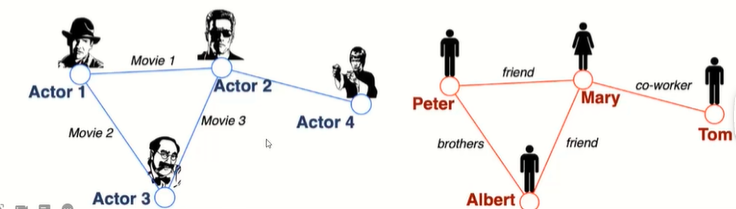 Movie 1
Actor 1
Actor 2
Movie 2
Movie 3
Actor 4
Actor 3
friend
co-worker
Peter
Mary
Tom
brothers
friend
Albert